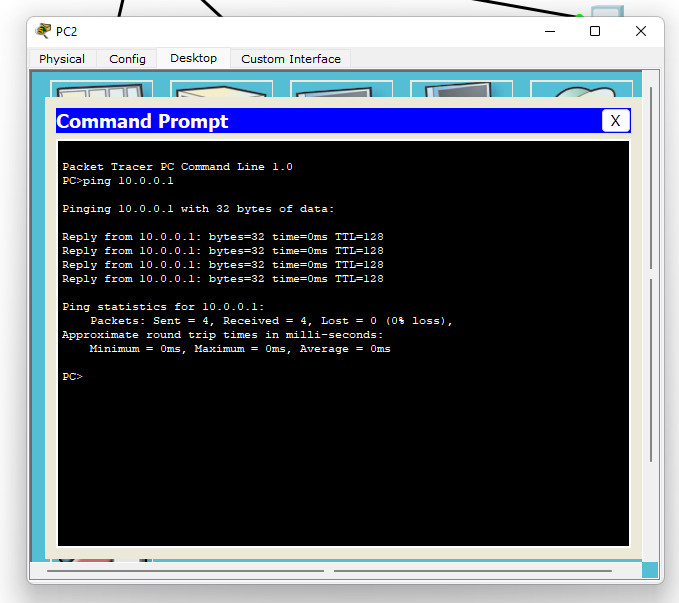 PC2
Physical Config Desktop Custom Interface
Command Prompt
X
Packet Tracer PC Command Line 1.0
PC>ping 10.0.0.1
Pinging 10.0.0.1 with 32 bytes of data:
Reply from 10.0.0.1: bytes=32 time=0ms TTL=128
Reply from 10.0.0.1: bytes=32 time=0ms TTL=128
Reply from 10.0.0.1: bytes=32 time=0ms TTL=128
Reply from 10.0.0.1: bytes=32 time=0ms TTL=128
Ping statistics for 10.0.0.1:
Packets: Sent = 4, Received = 4, Lost = 0 (0% loss),
Approximate round trip times in milli-seconds:
Minimum = 0ms, Maximum = 0ms, Average = 0ms
PC>